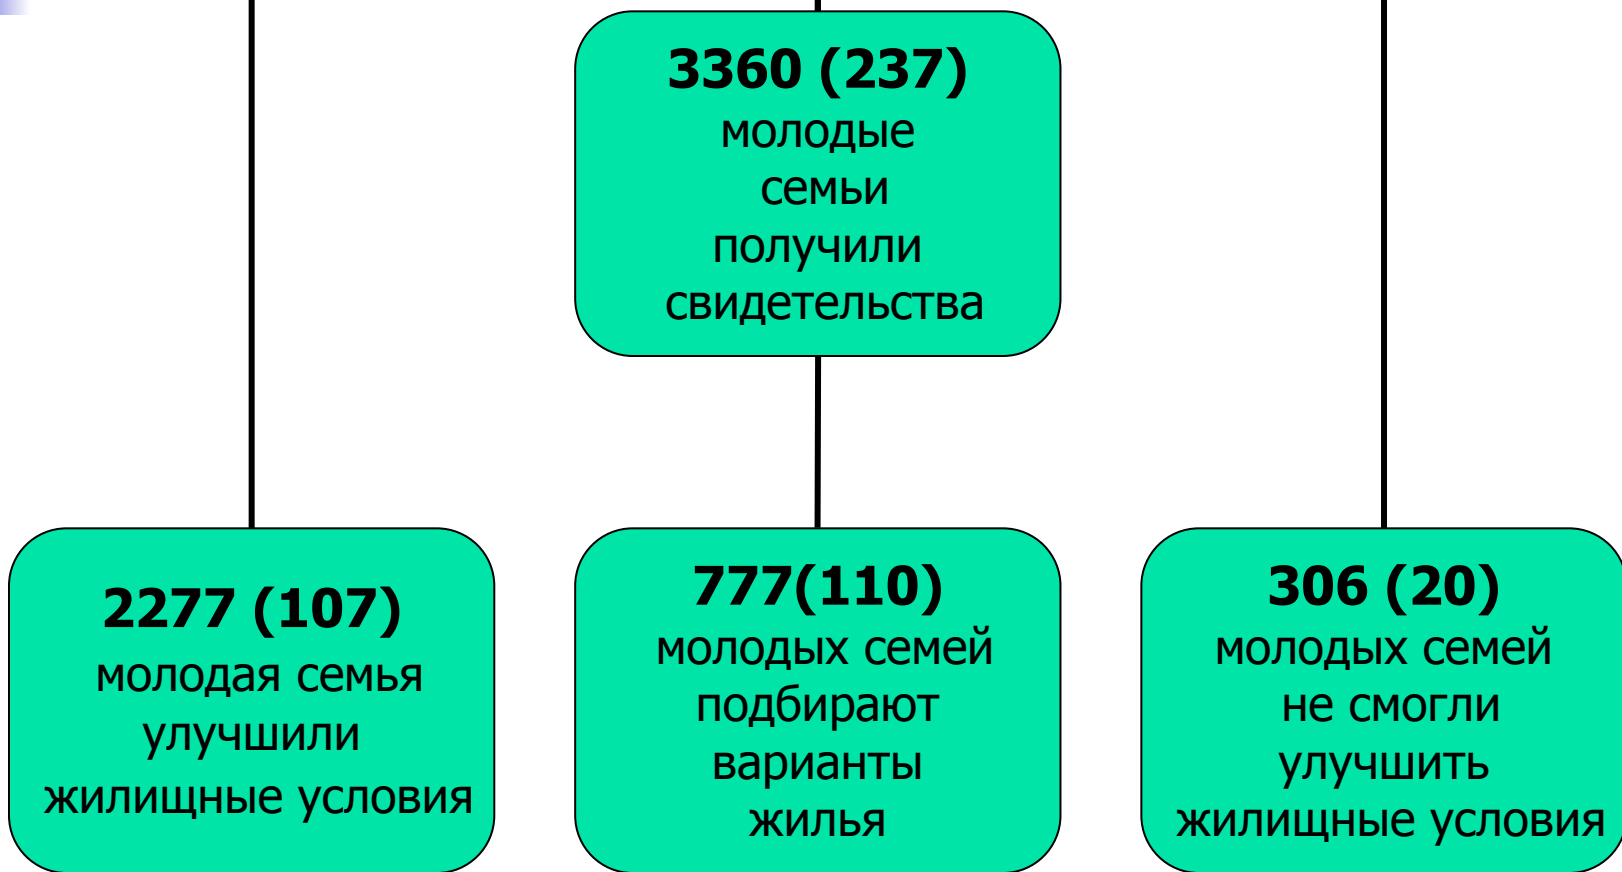 3360 (237)
молодые
семьи
получили
свидетельства
2277 (107)
молодая семья
улучшили
жилищные условия
777(110)
молодых семей
подбирают
варианты
жилья
306 (20)
молодых семей
не смогли
улучшить
жилищные условия